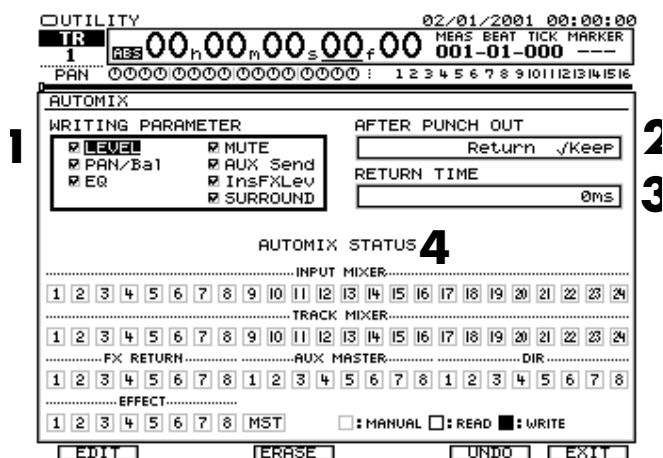 UTILITY 02/01/2001 00:00:00
TR ABS 00h00m00s00f00 MEAS BEAT TICK MARKER
1 001-01-000 ---
PAN 1 2 3 4 5 6 7 8 9 10 11 12 13 14 15 16
AUTOMIX
1 WRITING PARAMETER AFTER PUNCH OUT 2
LEVEL MUTE Return √Keep
PAN/Bal AUX Send RETURN TIME
EQ InsFXLev 0ms 3
SURROUND
AUTOMIX STATUS 4
INPUT MIXER
1 2 3 4 5 6 7 8 9 10 11 12 13 14 15 16 17 18 19 20 21 22 23 24
TRACK MIXER
1 2 3 4 5 6 7 8 9 10 11 12 13 14 15 16 17 18 19 20 21 22 23 24
FX RETURN AUX MASTER DIR
1 2 3 4 5 6 7 8 1 2 3 4 5 6 7 8 1 2 3 4 5 6 7 8
EFFECT
1 2 3 4 5 6 7 8 MST : MANUAL : READ : WRITE
EDIT ERASE UNDO EXIT